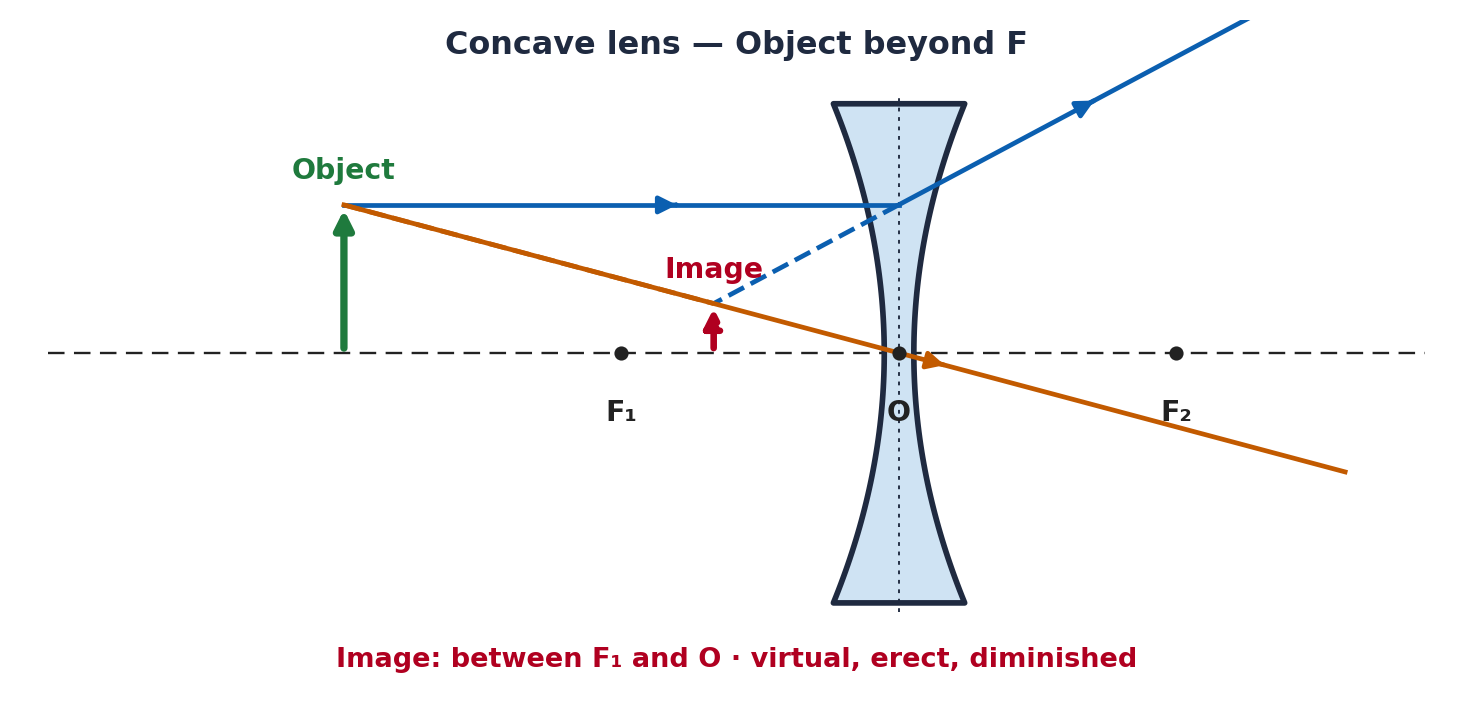 Concave lens — Object beyond F
Object
Image
F₁
O
F₂
Image: between F₁ and O · virtual, erect, diminished